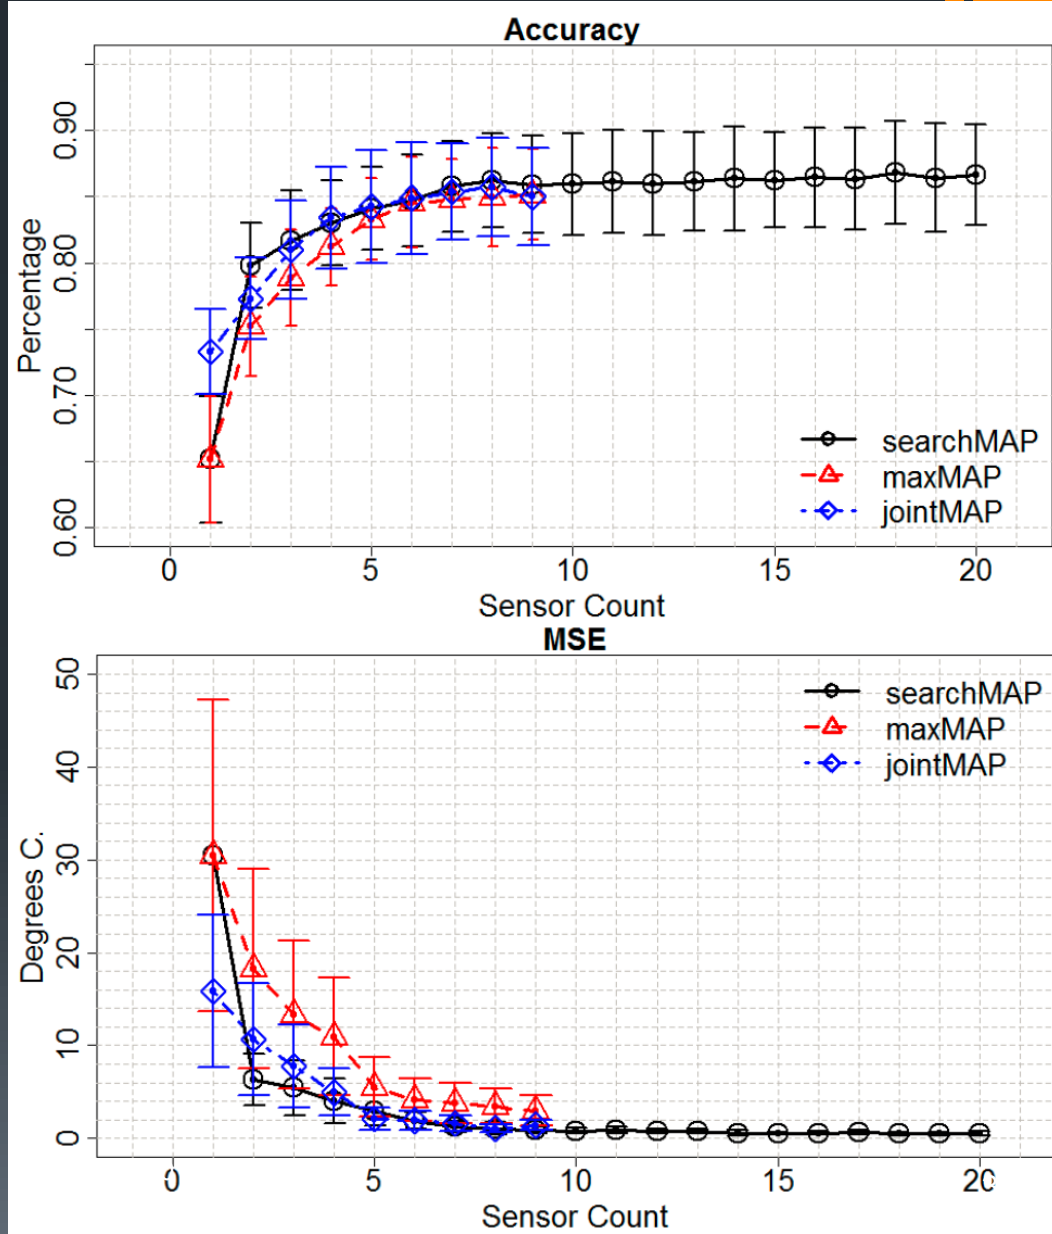 Accuracy
Percentage
0.90
0.80
0.70
0.60
searchMAP
maxMAP
jointMAP
0 5 10 15 20
Sensor Count
MSE
Degrees C.
50
40
30
20
10
0
searchMAP
maxMAP
jointMAP
0 5 10 15 20
Sensor Count